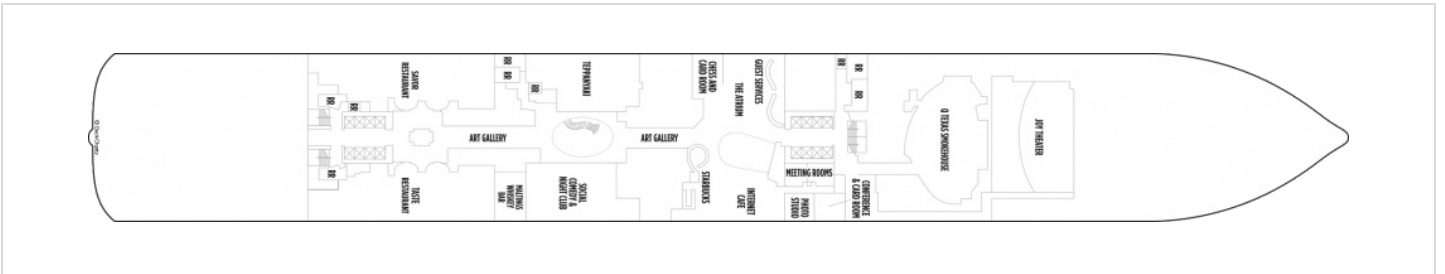 © DeckChairs
RR
RR
RR
SAVOR
RESTAURANT
TASTE
RESTAURANT
ART GALLERY
RR
RR
RR
MALTINGS
WHISKEY
BAR
TEPPANYAKI
SOCIAL
COMEDY &
NIGHT CLUB
ART GALLERY
CHESS AND
CARD ROOM
STARBUCKS
THE ATRIUM
GUEST SERVICES
INTERNET
CAFE
MEETING ROOMS
PHOTO
STUDIO
RR
RR
RR
CONFERENCE
& CARD ROOM
Q TEXAS SMOKEHOUSE
JOY THEATER